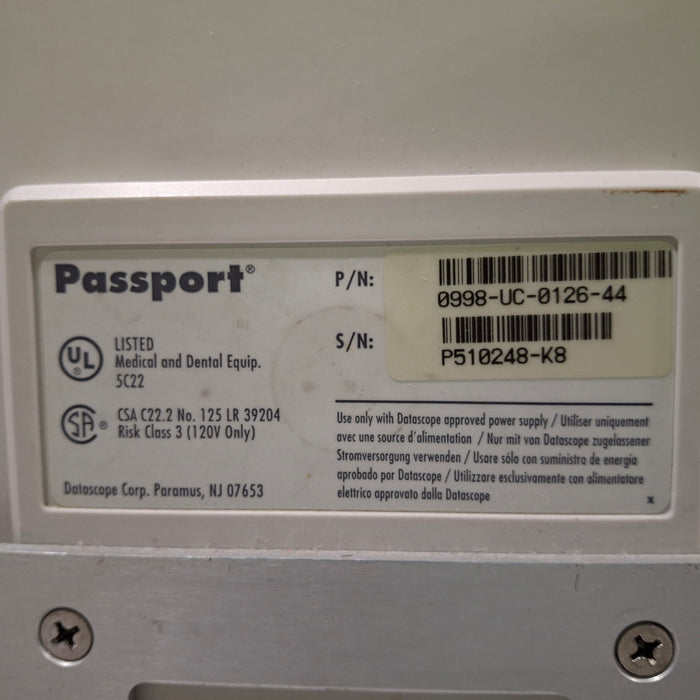 Passport®
P/N:
0998-UC-0126-44
S/N:
P510248-K8
UL
®
LISTED
Medical and Dental Equip.
5C22
SA ®
CSA C22.2 No. 125 LR 39204
Risk Class 3 (120V Only)
Datascope Corp. Paramus, NJ 07653
Use only with Datascope approved power supply / Utiliser uniquement
avec une source d'alimentation / Nur mit von Datascope zugelassener
Stromversorgung verwenden / Usare sólo con suministro de energia
aprobado por Datascope / Utilizzare esclusivamente con alimentatore
elettrico approvato dalla Datascope
x